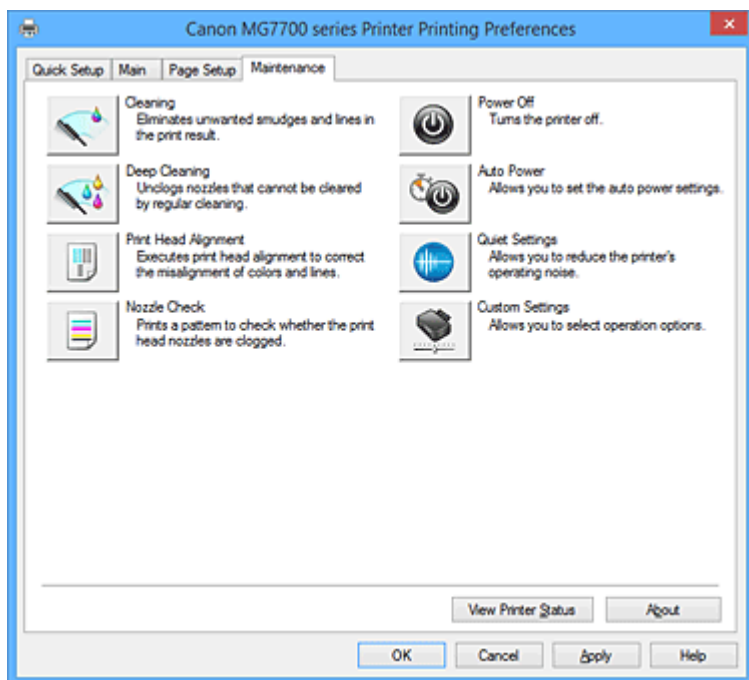 Canon MG7700 series Printer Printing Preferences
Quick Setup
Main
Page Setup
Maintenance
Cleaning
Eliminates unwanted smudges and lines in
the print result.
Deep Cleaning
Unclogs nozzles that cannot be cleared
by regular cleaning.
Print Head Alignment
Executes print head alignment to correct
the misalignment of colors and lines.
Nozzle Check
Prints a pattern to check whether the print
head nozzles are clogged.
Power Off
Turns the printer off.
Auto Power
Allows you to set the auto power settings.
Quiet Settings
Allows you to reduce the printer's
operating noise.
Custom Settings
Allows you to select operation options.
View Printer Status
About
OK
Cancel
Apply
Help